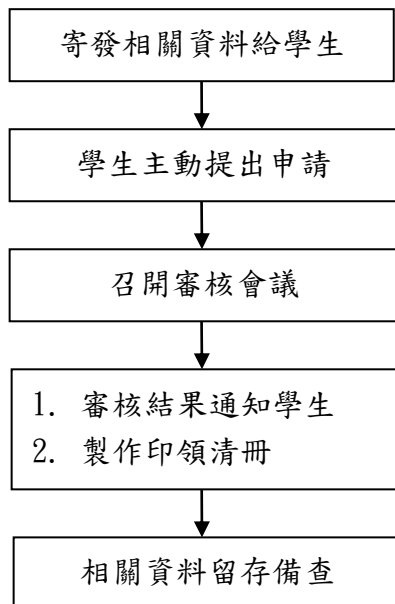 寄發相關資料給學生
學生主動提出申請
召開審核會議
1. 審核結果通知學生
2. 製作印領清冊
相關資料留存備查